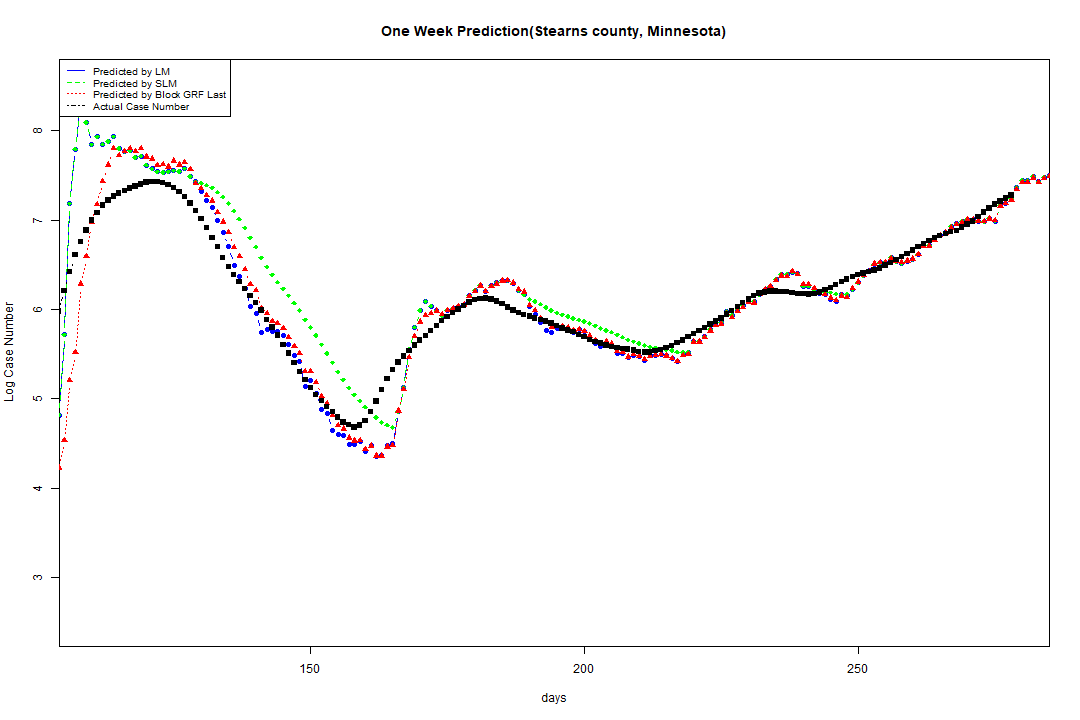 One Week Prediction(Stearns county, Minnesota)
Predicted by LM
Predicted by SLM
Predicted by Block GRF Last
Actual Case Number
Log Case Number
8
7
6
5
4
3
150 200 250
days